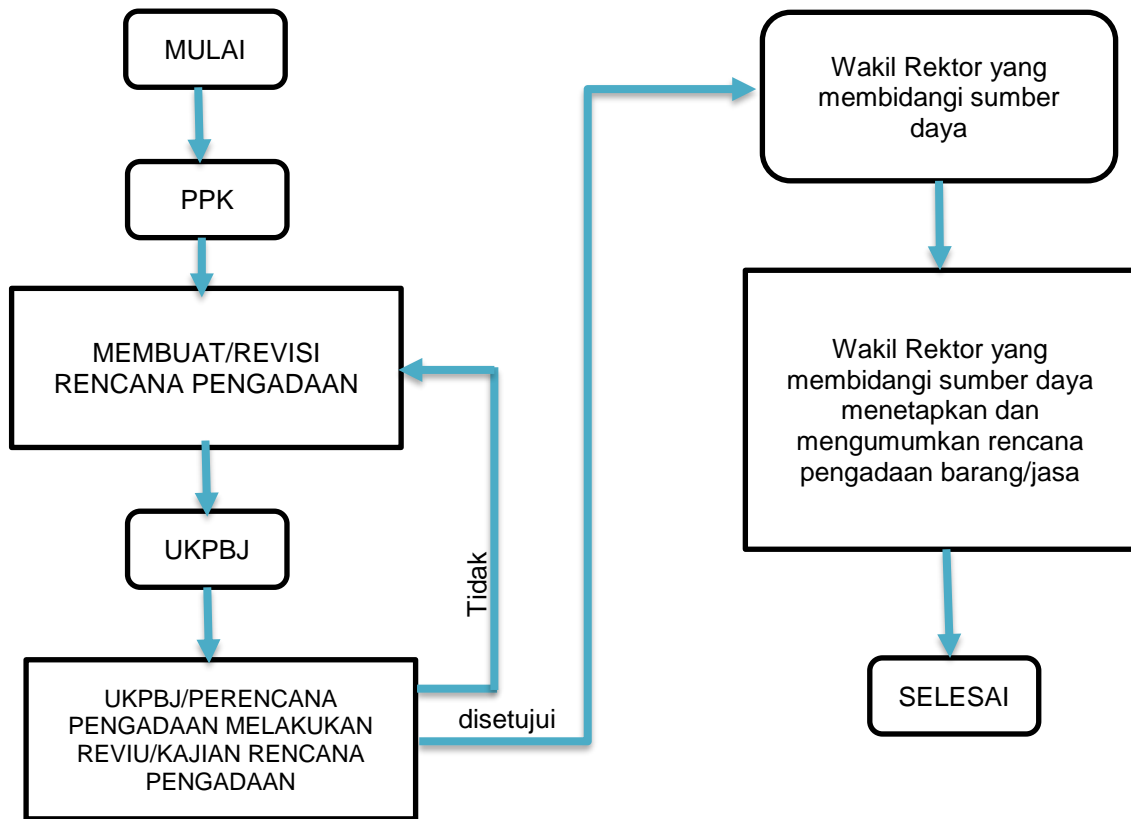 MULAI
PPK
MEMBUAT/REVISI
RENCANA PENGADAAN
UKPBJ
UKPBJ/PERENCANA
PENGADAAN MELAKUKAN
REVIU/KAJIAN RENCANA
PENGADAAN
Tidak
disetujui
Wakil Rektor yang
membidangi sumber
daya
Wakil Rektor yang
membidangi sumber daya
menetapkan dan
mengumumkan rencana
pengadaan barang/jasa
SELESAI